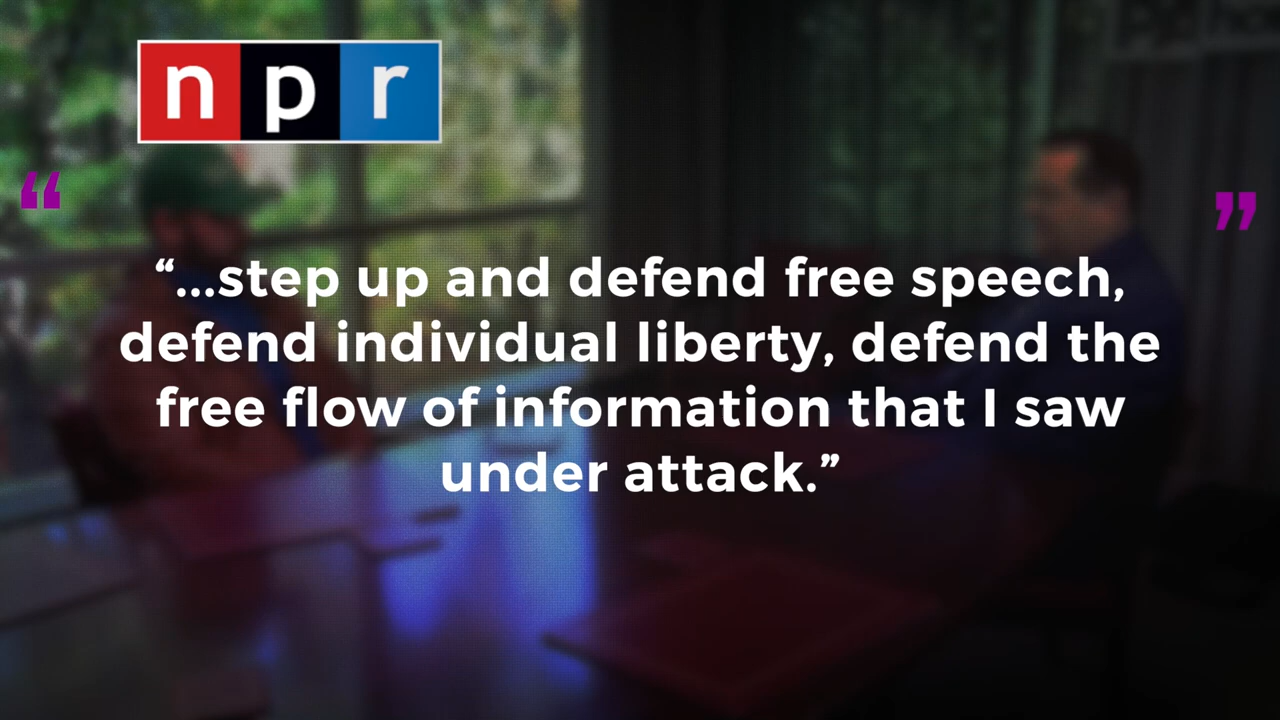 npr
“ ”
“...step up and defend free speech,
defend individual liberty, defend the
free flow of information that I saw
under attack.”